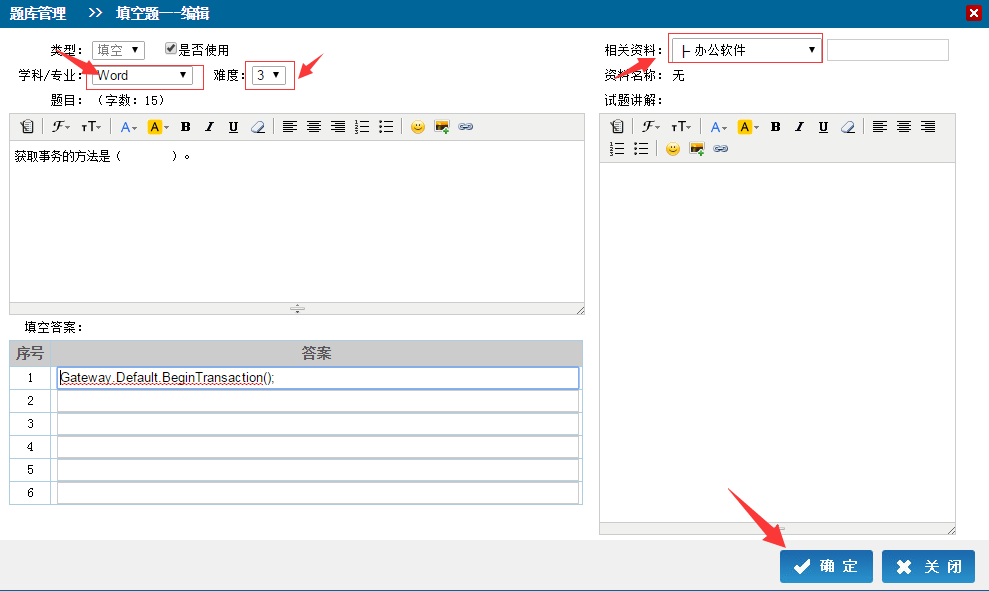 题库管理 >> 填空题——编辑
类型： 填空 是否使用
学科/专业： Word 难度： 3
题目： （字数：15）
获取事务的方法是（ ）。
填空答案：
序号 答案
1 Gateway.Default.BeginTransaction();
2
3
4
5
6
相关资料： ├ 办公软件
资料名称： 无
试题讲解：
确 定 关 闭